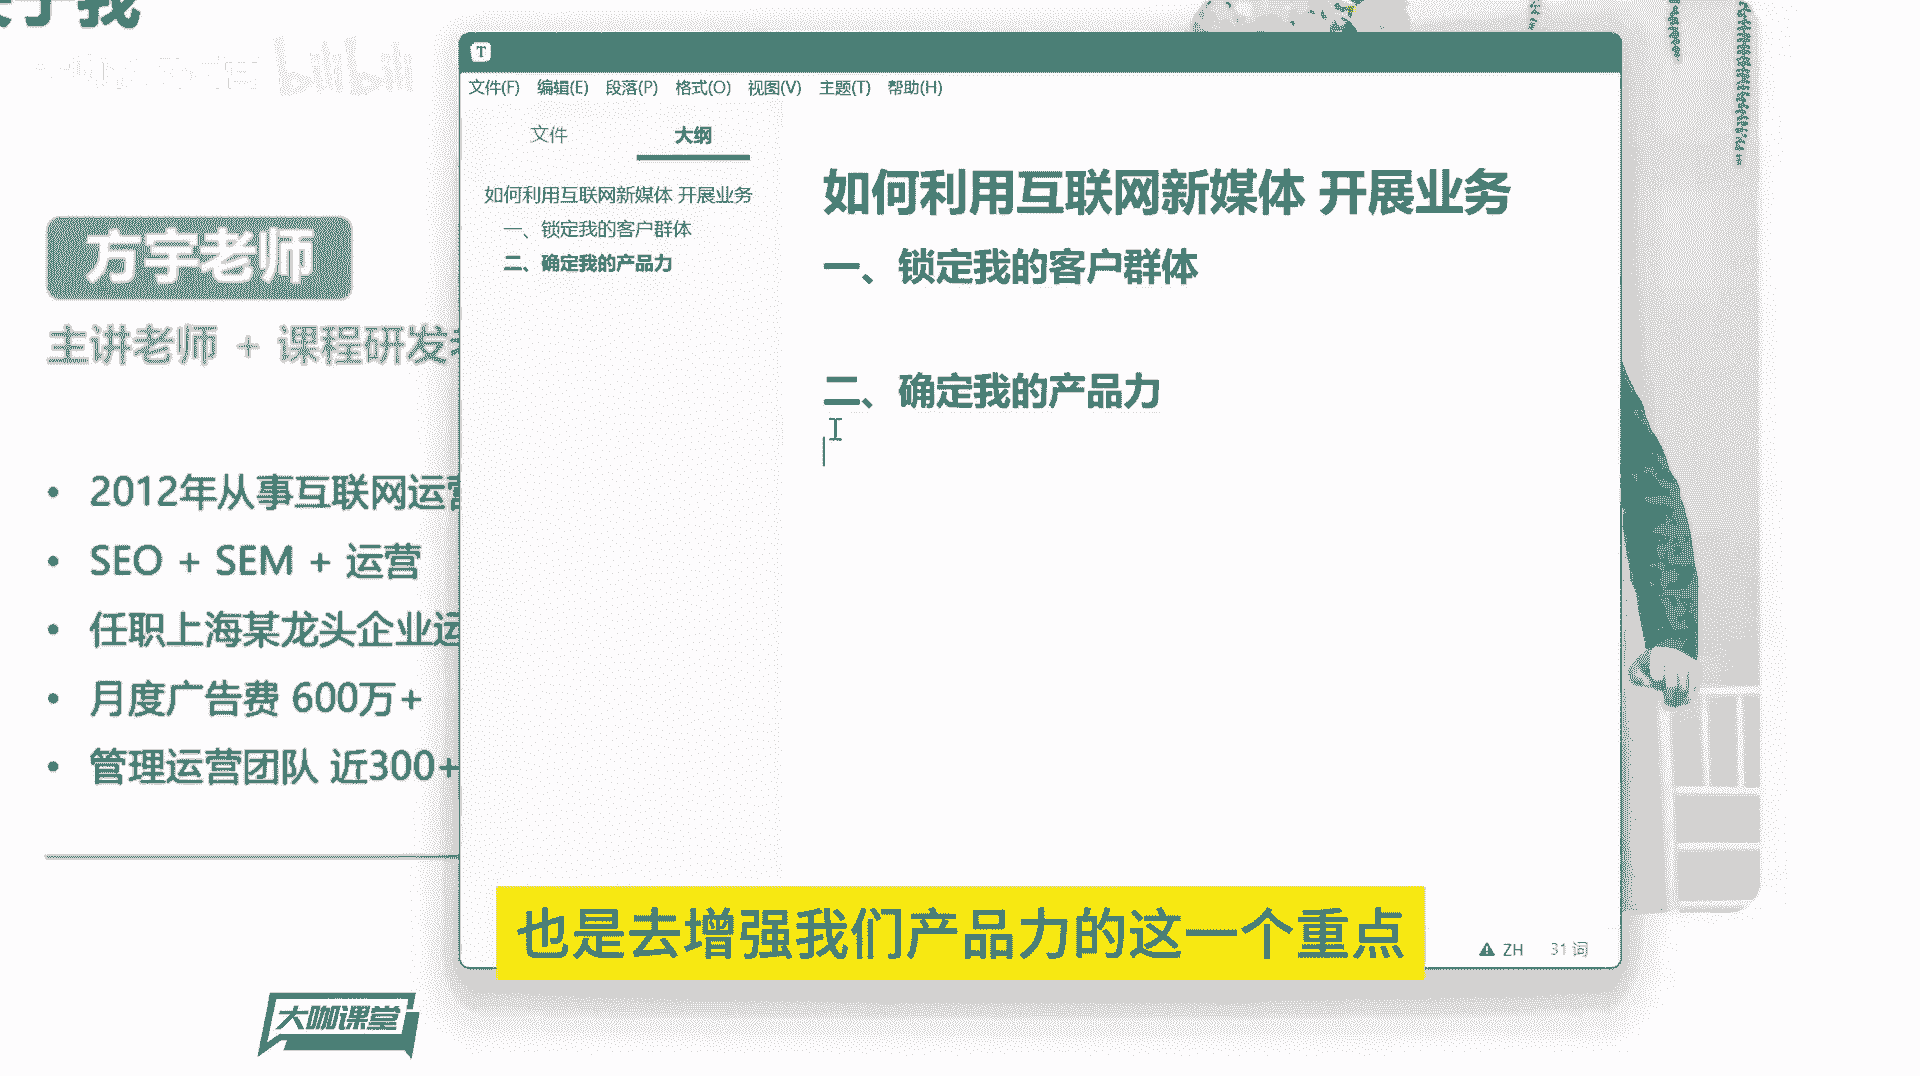 bilibili
方宇老师
主讲老师 + 课程研发
2012年从事互联网运营
SEO + SEM + 运营
任职上海某龙头企业运
月度广告费 600万+
管理运营团队 近300+
大咖课堂
T
文件(F) 编辑(E) 段落(P) 格式(O) 视图(V) 主题(T) 帮助(H)
文件 大纲
如何利用互联网新媒体 开展业务
一、锁定我的客户群体
二、确定我的产品力
如何利用互联网新媒体 开展业务
一、锁定我的客户群体
二、确定我的产品力
也是去增强我们产品力的这一个重点
ZH 31 词